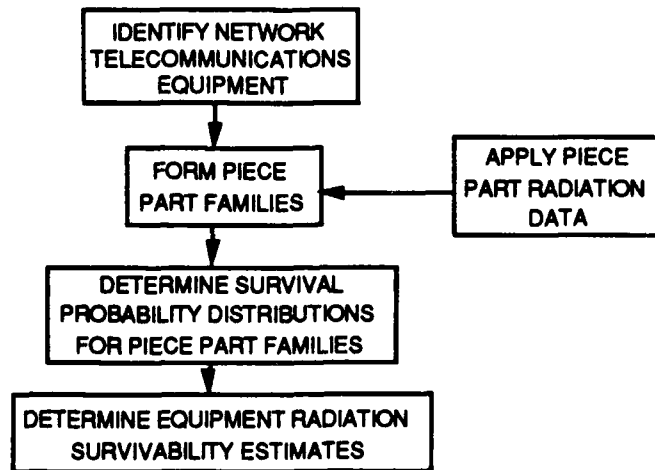 IDENTIFY NETWORK
TELECOMMUNICATIONS
EQUIPMENT
FORM PIECE
PART FAMILIES
APPLY PIECE
PART RADIATION
DATA
DETERMINE SURVIVAL
PROBABILITY DISTRIBUTIONS
FOR PIECE PART FAMILIES
DETERMINE EQUIPMENT RADIATION
SURVIVABILITY ESTIMATES